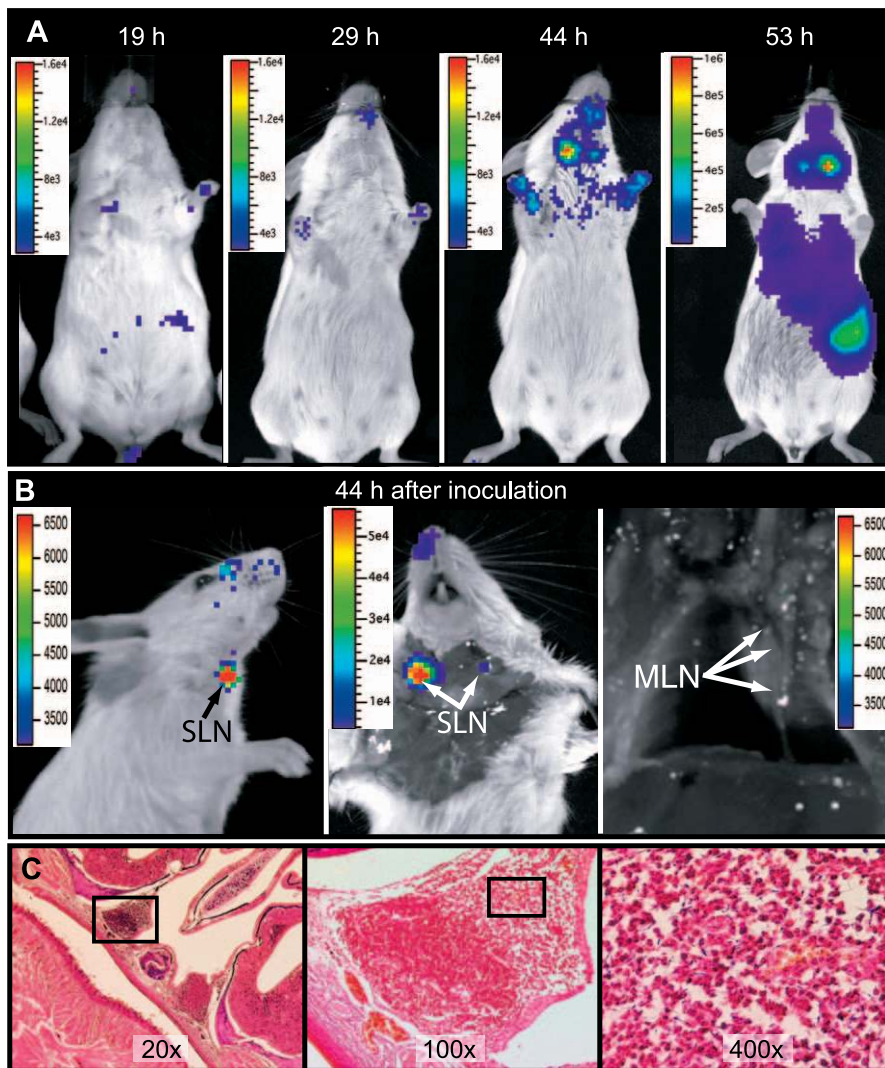 A
19 h
29 h
44 h
53 h
1.6e4
1.2e4
8e3
4e3
1.6e4
1.2e4
8e3
4e3
1.6e4
1.2e4
8e3
4e3
1e6
8e5
6e5
4e5
2e5
B
44 h after inoculation
6500
6000
5500
5000
4500
4000
3500
SLN
5e4
4e4
3e4
2e4
1e4
SLN
MLN
6500
6000
5500
5000
4500
4000
3500
C
20x
100x
400x